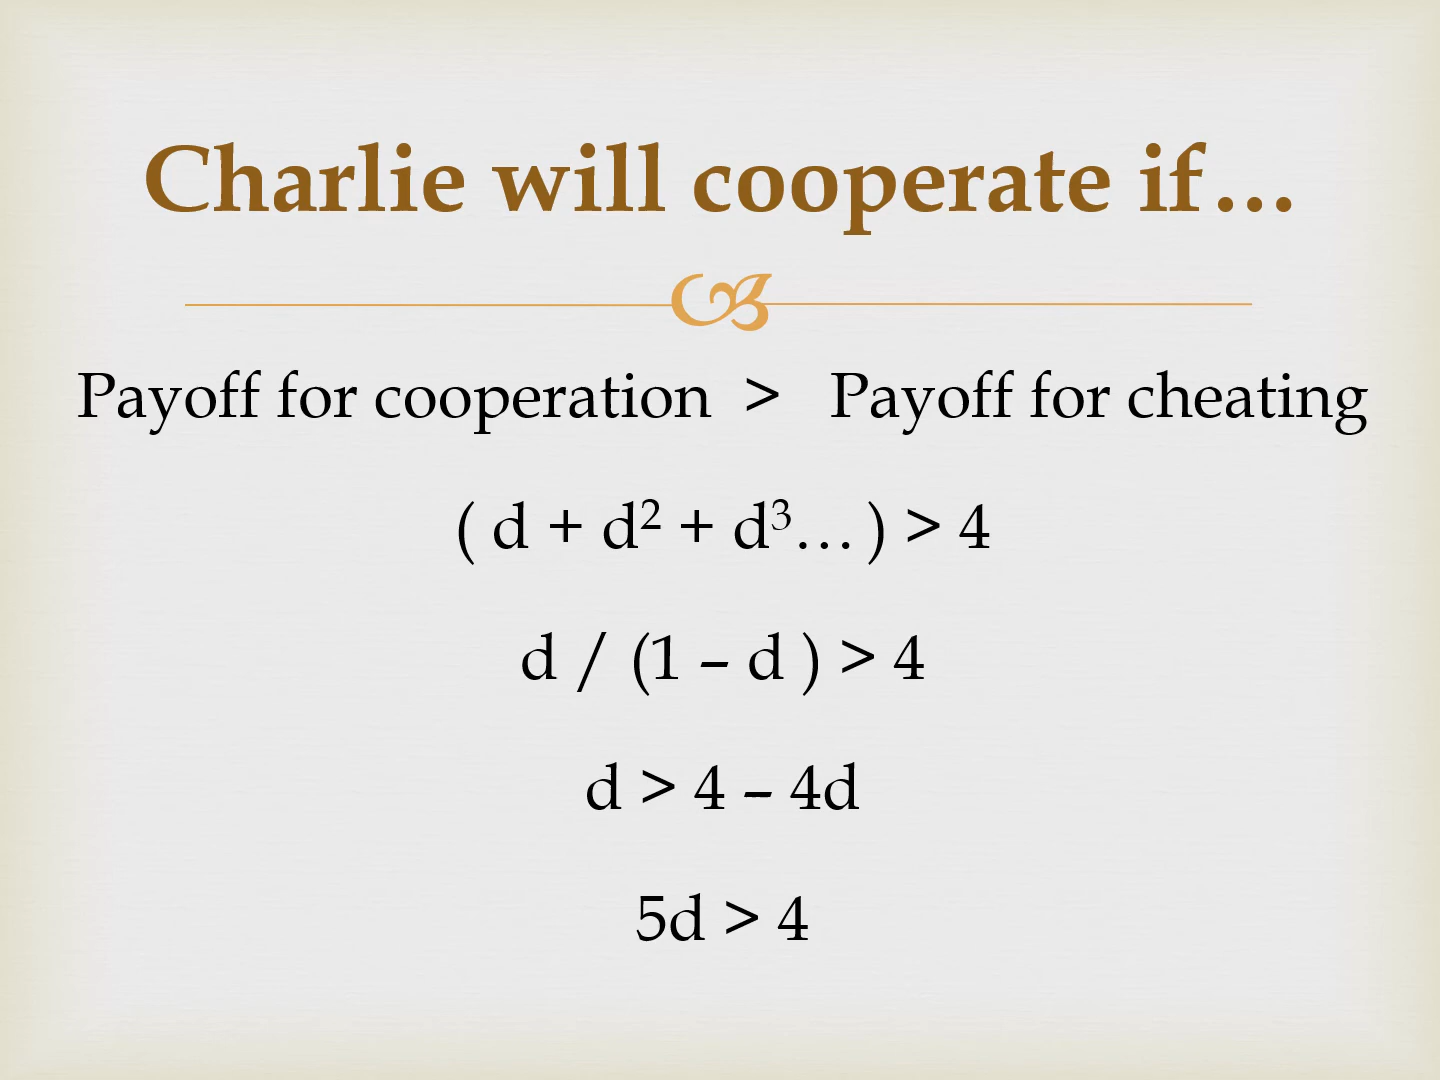 Charlie will cooperate if…
Payoff for cooperation > Payoff for cheating
( d + d² + d³… ) > 4
d / (1 – d ) > 4
d > 4 – 4d
5d > 4